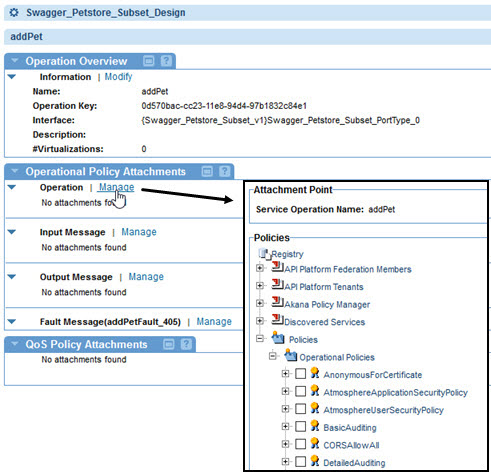 Swagger_Petstore_Subset_Design
addPet
Operation Overview
Information | Modify
Name: addPet
Operation Key: 0d570bac-cc23-11e8-94d4-97b1832c84e1
Interface: {Swagger_Petstore_Subset_v1}Swagger_Petstore_Subset_PortType_0
Description:
#Virtualizations: 0
Operational Policy Attachments
Operation | Manage
No attachments found
Input Message | Manage
No attachments found
Output Message | Manage
No attachments found
Fault Message(addPetFault_405) | Manage
QoS Policy Attachments
No attachments found
Attachment Point
Service Operation Name: addPet
Policies
Registry
API Platform Federation Members
API Platform Tenants
Akana Policy Manager
Discovered Services
Policies
Operational Policies
AnonymousForCertificate
AtmosphereApplicationSecurityPolicy
AtmosphereUserSecurityPolicy
BasicAuditing
CORSAllowAll
DetailedAuditing